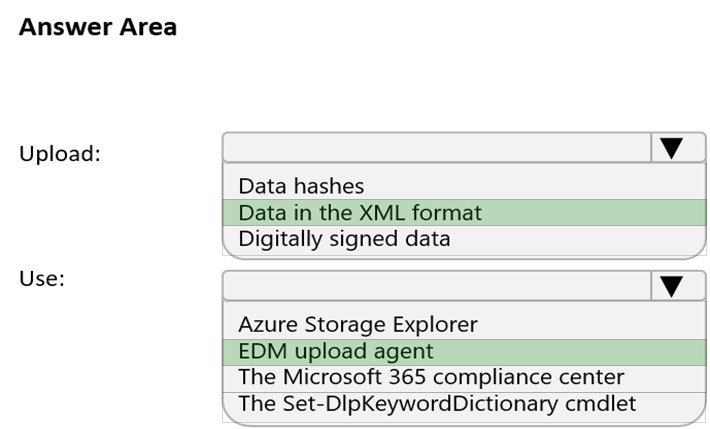 Answer Area
Upload:
Data hashes
Data in the XML format
Digitally signed data
Use:
Azure Storage Explorer
EDM upload agent
The Microsoft 365 compliance center
The Set-DlpKeywordDictionary cmdlet